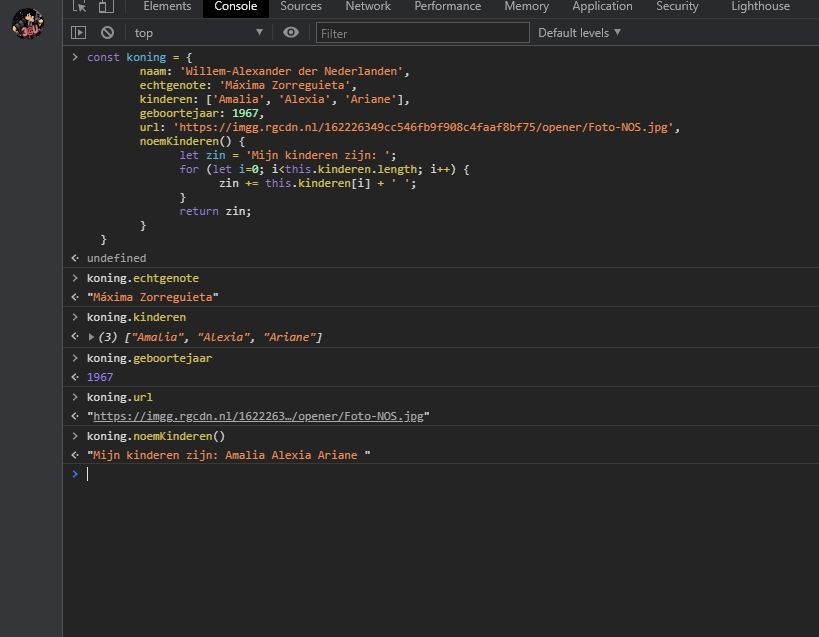 Elements Console Sources Network Performance Memory Application Security Lighthouse
top Filter Default levels
const koning = {
naam: 'Willem-Alexander der Nederlanden',
echtgenote: 'Máxima Zorreguieta',
kinderen: ['Amalia', 'Alexia', 'Ariane'],
geboortejaar: 1967,
url: 'https://imgg.rgcdn.nl/162226349cc546fb9f908c4faaf8bf75/opener/Foto-NOS.jpg',
noemKinderen() {
let zin = 'Mijn kinderen zijn: ';
for (let i=0; i<this.kinderen.length; i++) {
zin += this.kinderen[i] + ' ';
}
return zin;
}
}
undefined
koning.echtgenote
"Máxima Zorreguieta"
koning.kinderen
(3) ["Amalia", "Alexia", "Ariane"]
koning.geboortejaar
1967
koning.url
"https://imgg.rgcdn.nl/1622263…/opener/Foto-NOS.jpg"
koning.noemKinderen()
"Mijn kinderen zijn: Amalia Alexia Ariane "